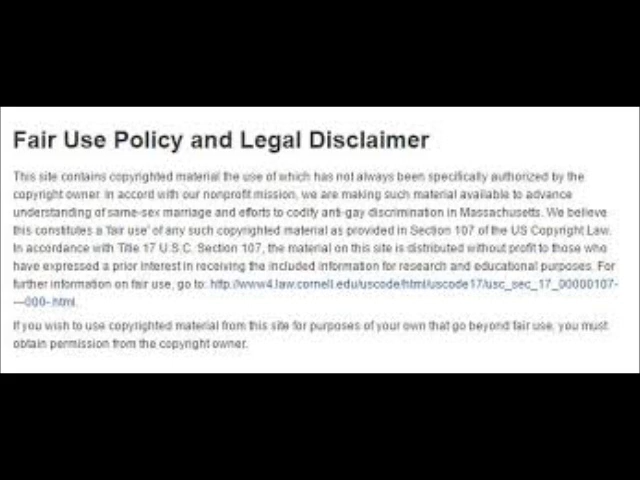 Fair Use Policy and Legal Disclaimer
This site contains copyrighted material the use of which has not always been specifically authorized by the
copyright owner. In accord with our nonprofit mission, we are making such material available to advance
understanding of same-sex marriage and efforts to codify anti-gay discrimination in Massachusetts. We believe
this constitutes a 'fair use' of any such copyrighted material as provided in Section 107 of the US Copyright Law.
In accordance with Title 17 U.S.C. Section 107, the material on this site is distributed without profit to those who
have expressed a prior interest in receiving the included information for research and educational purposes. For
further information on fair use, go to: http://www4.law.cornell.edu/uscode/html/uscode17/usc_sec_17_00000107-
---000-.html.
If you wish to use copyrighted material from this site for purposes of your own that go beyond fair use, you must
obtain permission from the copyright owner.